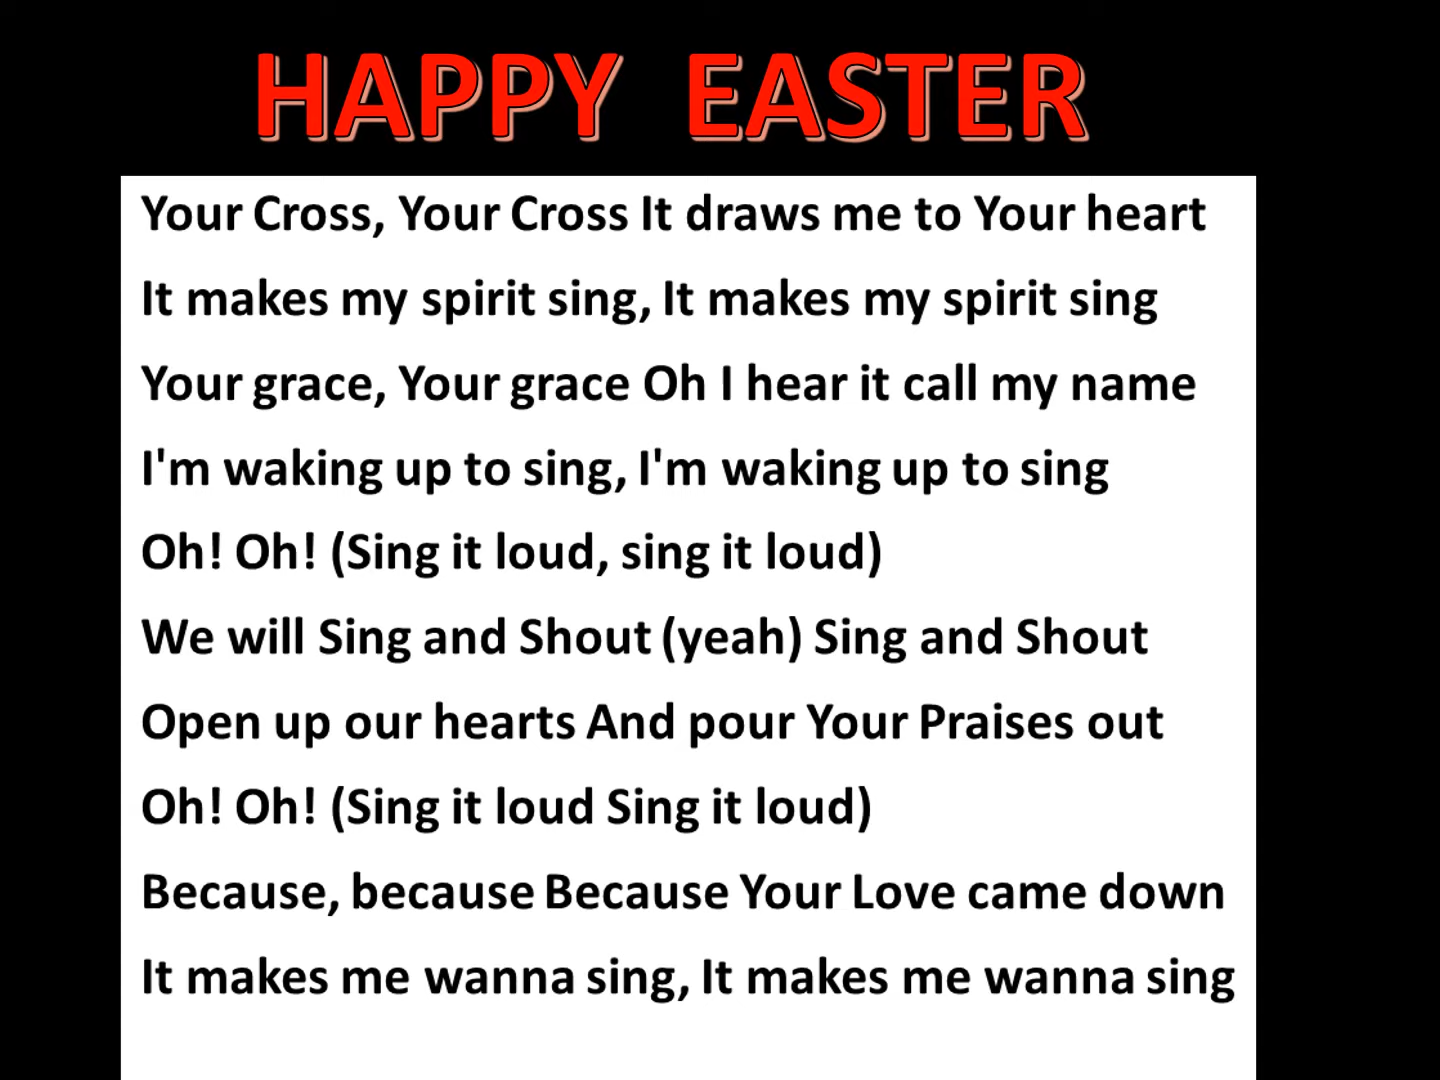 HAPPY EASTER
Your Cross, Your Cross It draws me to Your heart
It makes my spirit sing, It makes my spirit sing
Your grace, Your grace Oh I hear it call my name
I'm waking up to sing, I'm waking up to sing
Oh! Oh! (Sing it loud, sing it loud)
We will Sing and Shout (yeah) Sing and Shout
Open up our hearts And pour Your Praises out
Oh! Oh! (Sing it loud Sing it loud)
Because, because Because Your Love came down
It makes me wanna sing, It makes me wanna sing